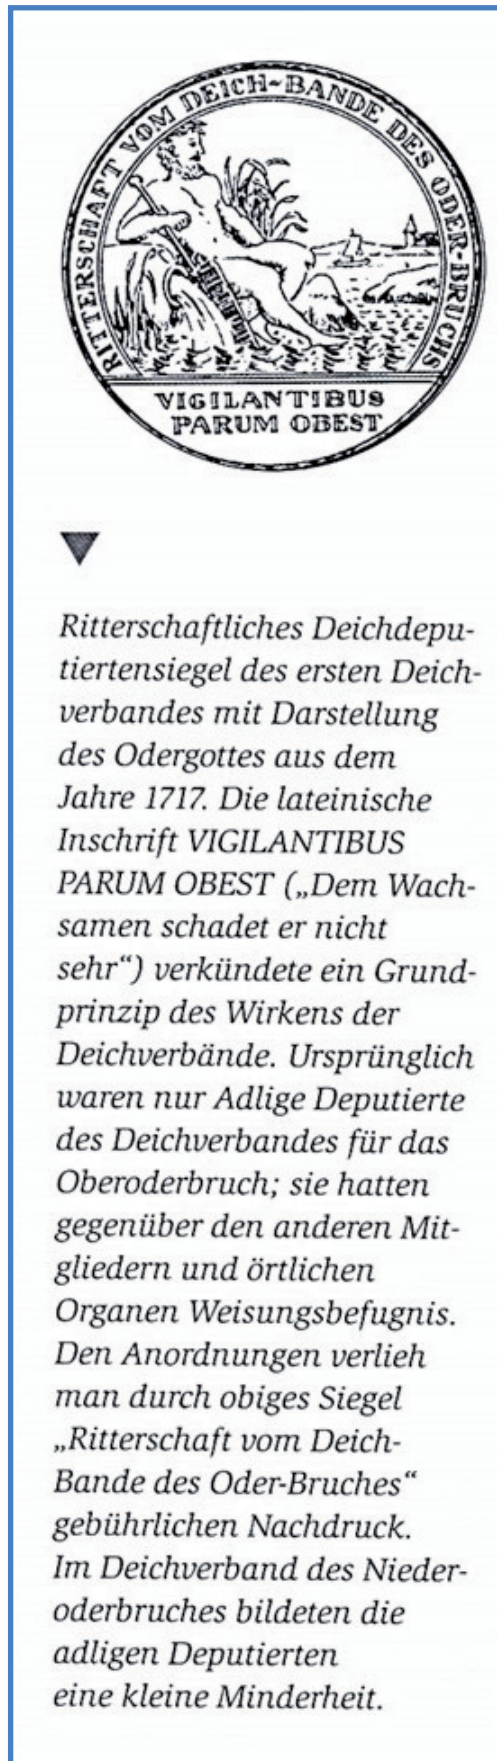 RITTERSCHAFT VOM DEICH-BANDE DES ODER-BRUCHS
VIGILANTIBUS
PARUM OBEST
Ritterschaftliches Deichdepu-
tiertensiegel des ersten Deich-
verbandes mit Darstellung
des Odergottes aus dem
Jahre 1717. Die lateinische
Inschrift VIGILANTIBUS
PARUM OBEST („Dem Wach-
samen schadet er nicht
sehr“) verkündete ein Grund-
prinzip des Wirkens der
Deichverbände. Ursprünglich
waren nur Adlige Deputierte
des Deichverbandes für das
Oberoderbruch; sie hatten
gegenüber den anderen Mit-
gliedern und örtlichen
Organen Weisungsbefugnis.
Den Anordnungen verlieh
man durch obiges Siegel
„Ritterschaft vom Deich-
Bande des Oder-Bruches“
gebührlichen Nachdruck.
Im Deichverband des Nieder-
oderbruches bildeten die
adligen Deputierten
eine kleine Minderheit.